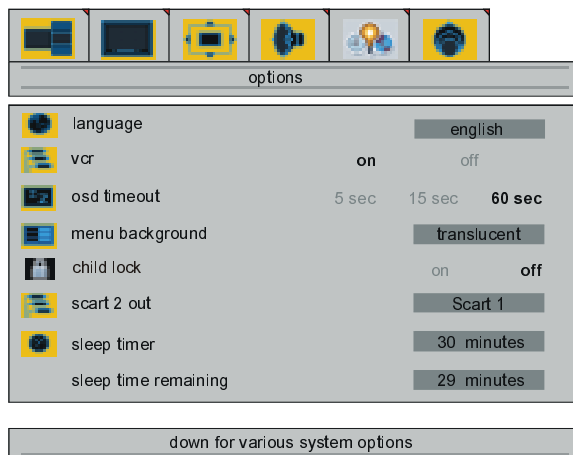 options
language english
vcr on off
osd timeout 5 sec 15 sec 60 sec
menu background translucent
child lock on off
scart 2 out Scart 1
sleep timer 30 minutes
sleep time remaining 29 minutes
down for various system options